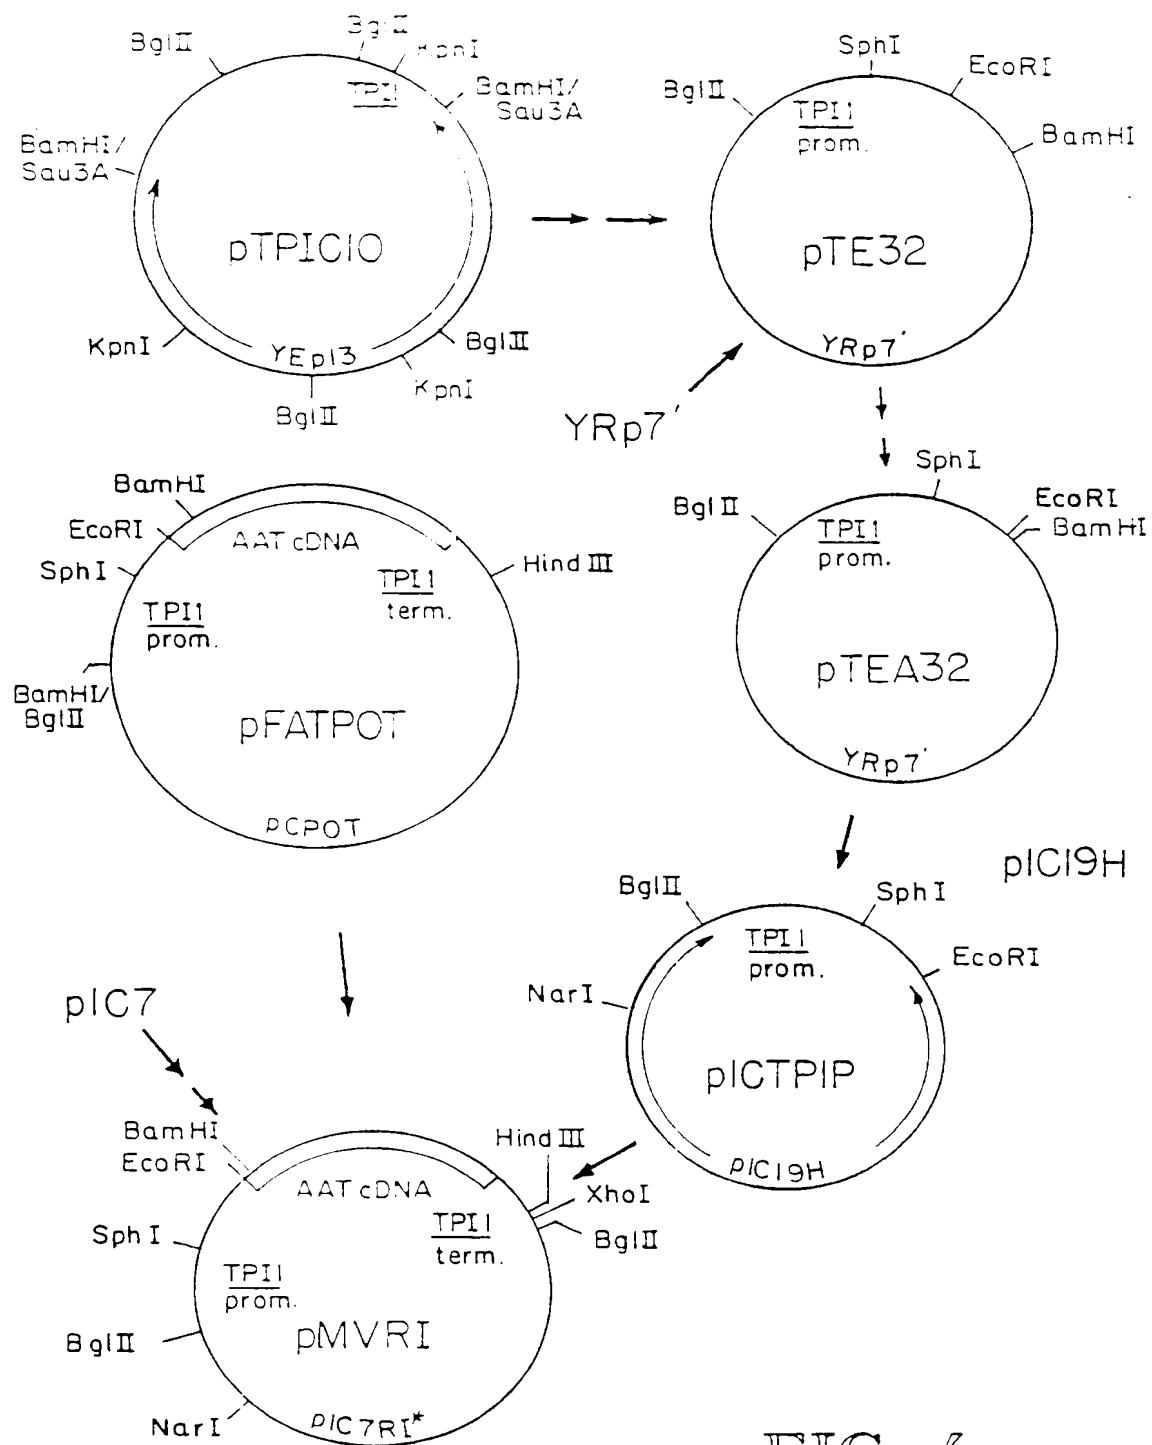 BglII
BglII
KpnI
TPI1
BamHI/
Sau3A
BamHI/
Sau3A
pTPIC10
KpnI
YEp13
BglII
KpnI
BglII
SphI
EcoRI
BglII
TPI1
prom.
BamHI
pTE32
YRp7'
YRp7'
BamHI
EcoRI
AAT cDNA
SphI
HindIII
TPI1
term.
TPI1
prom.
BamHI/
BglII
pFATPOT
pCPOT
SphI
BglII
EcoRI
BamHI
TPI1
prom.
pTEA32
YRp7'
pIC19H
BglII
SphI
TPI1
prom.
EcoRI
NarI
pICTPIP
pIC19H
pIC7
BamHI
EcoRI
HindIII
AAT cDNA
XhoI
TPI1
term.
BglII
SphI
TPI1
prom.
pMVRI
BglII
NarI
pIC7RI*